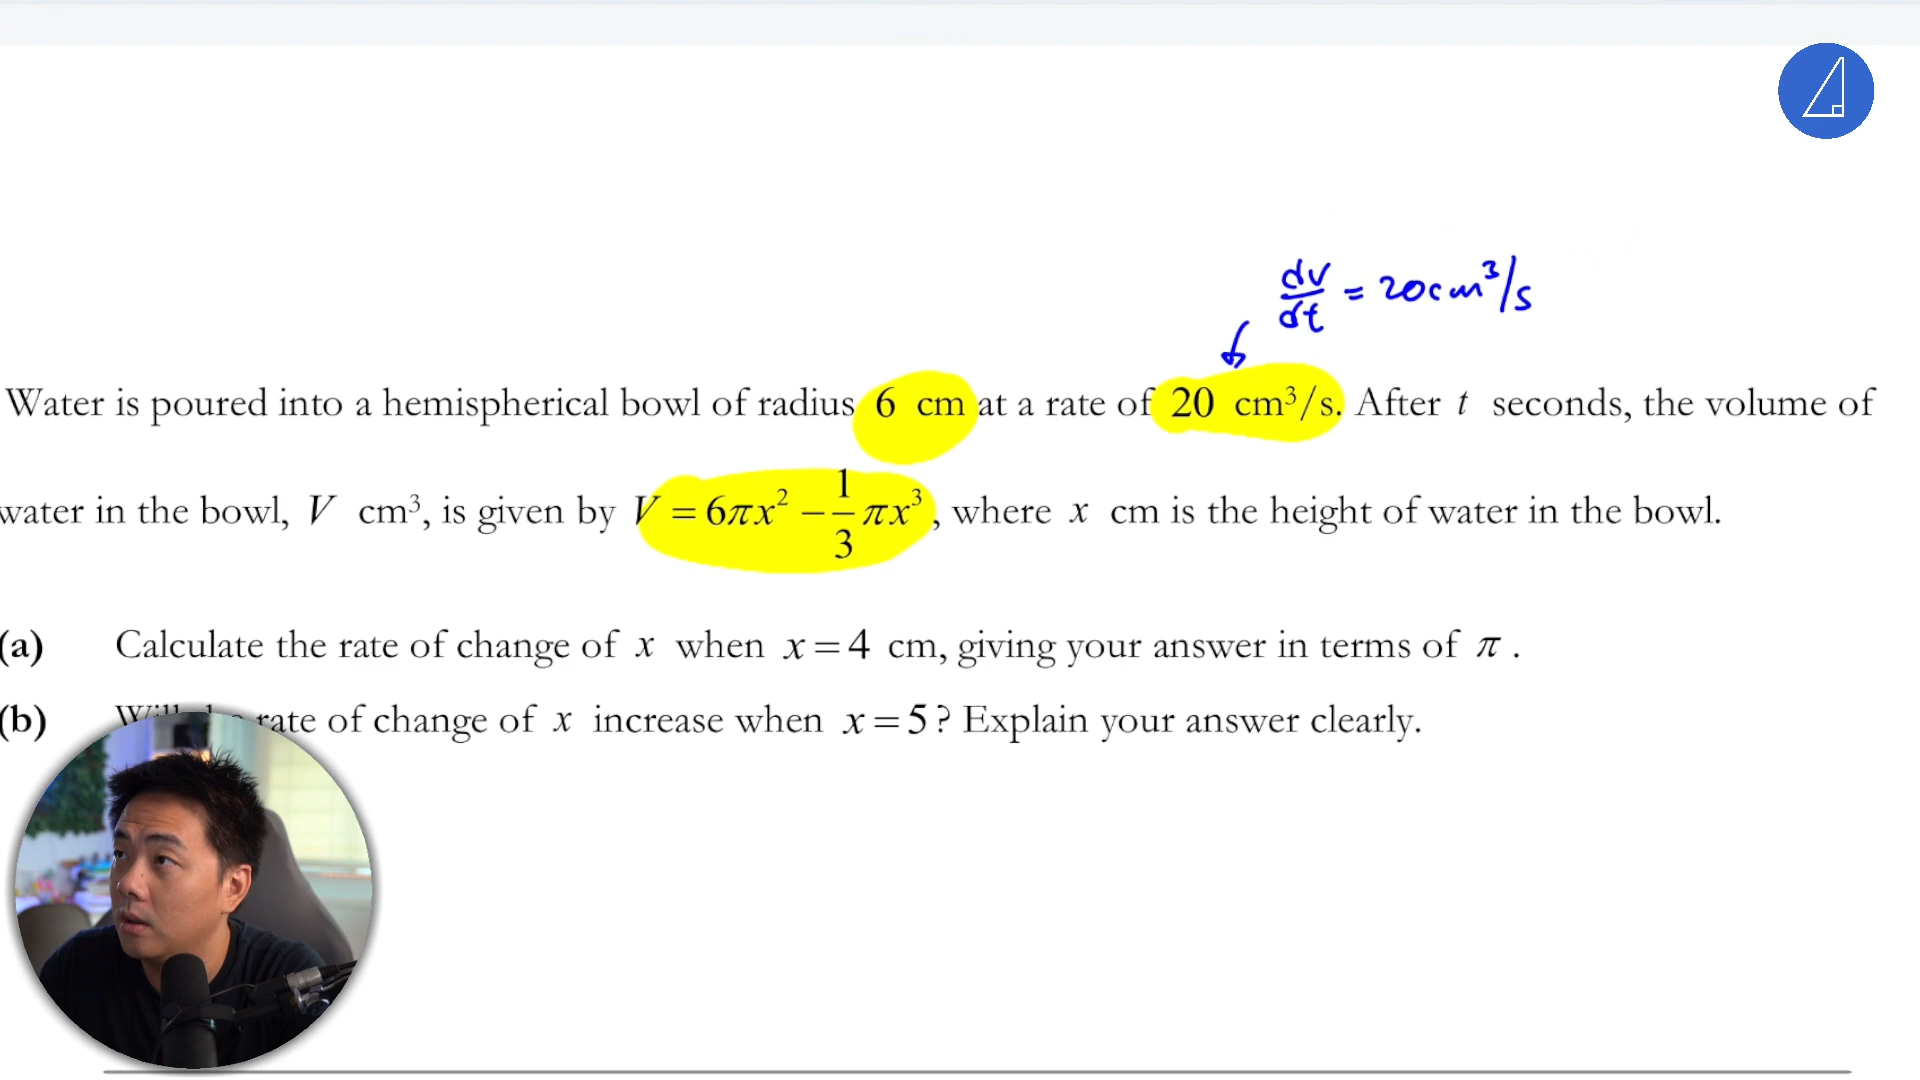 dv/dt = 20cm³/s
Water is poured into a hemispherical bowl of radius 6 cm at a rate of 20 cm³/s. After t seconds, the volume of
water in the bowl, V cm³, is given by V = 6πx² − 1/3 πx³, where x cm is the height of water in the bowl.
(a) Calculate the rate of change of x when x = 4 cm, giving your answer in terms of π .
(b) rate of change of x increase when x = 5? Explain your answer clearly.